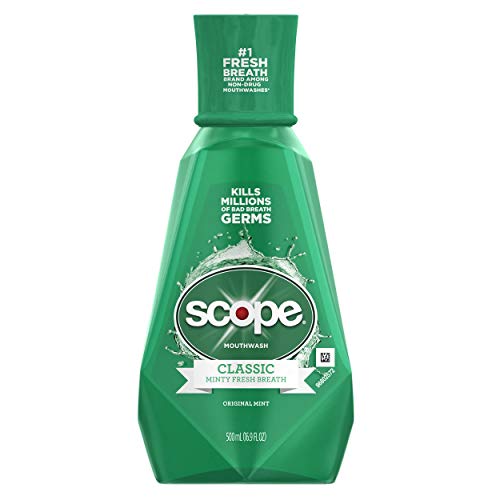 #1
FRESH
BREATH
BRAND AMONG
NON-DRUG
MOUTHWASHES*
KILLS
MILLIONS
OF BAD BREATH
GERMS
scope®
MOUTHWASH
CLASSIC
MINTY FRESH BREATH
ORIGINAL MINT
500 mL (16.9 FL OZ)